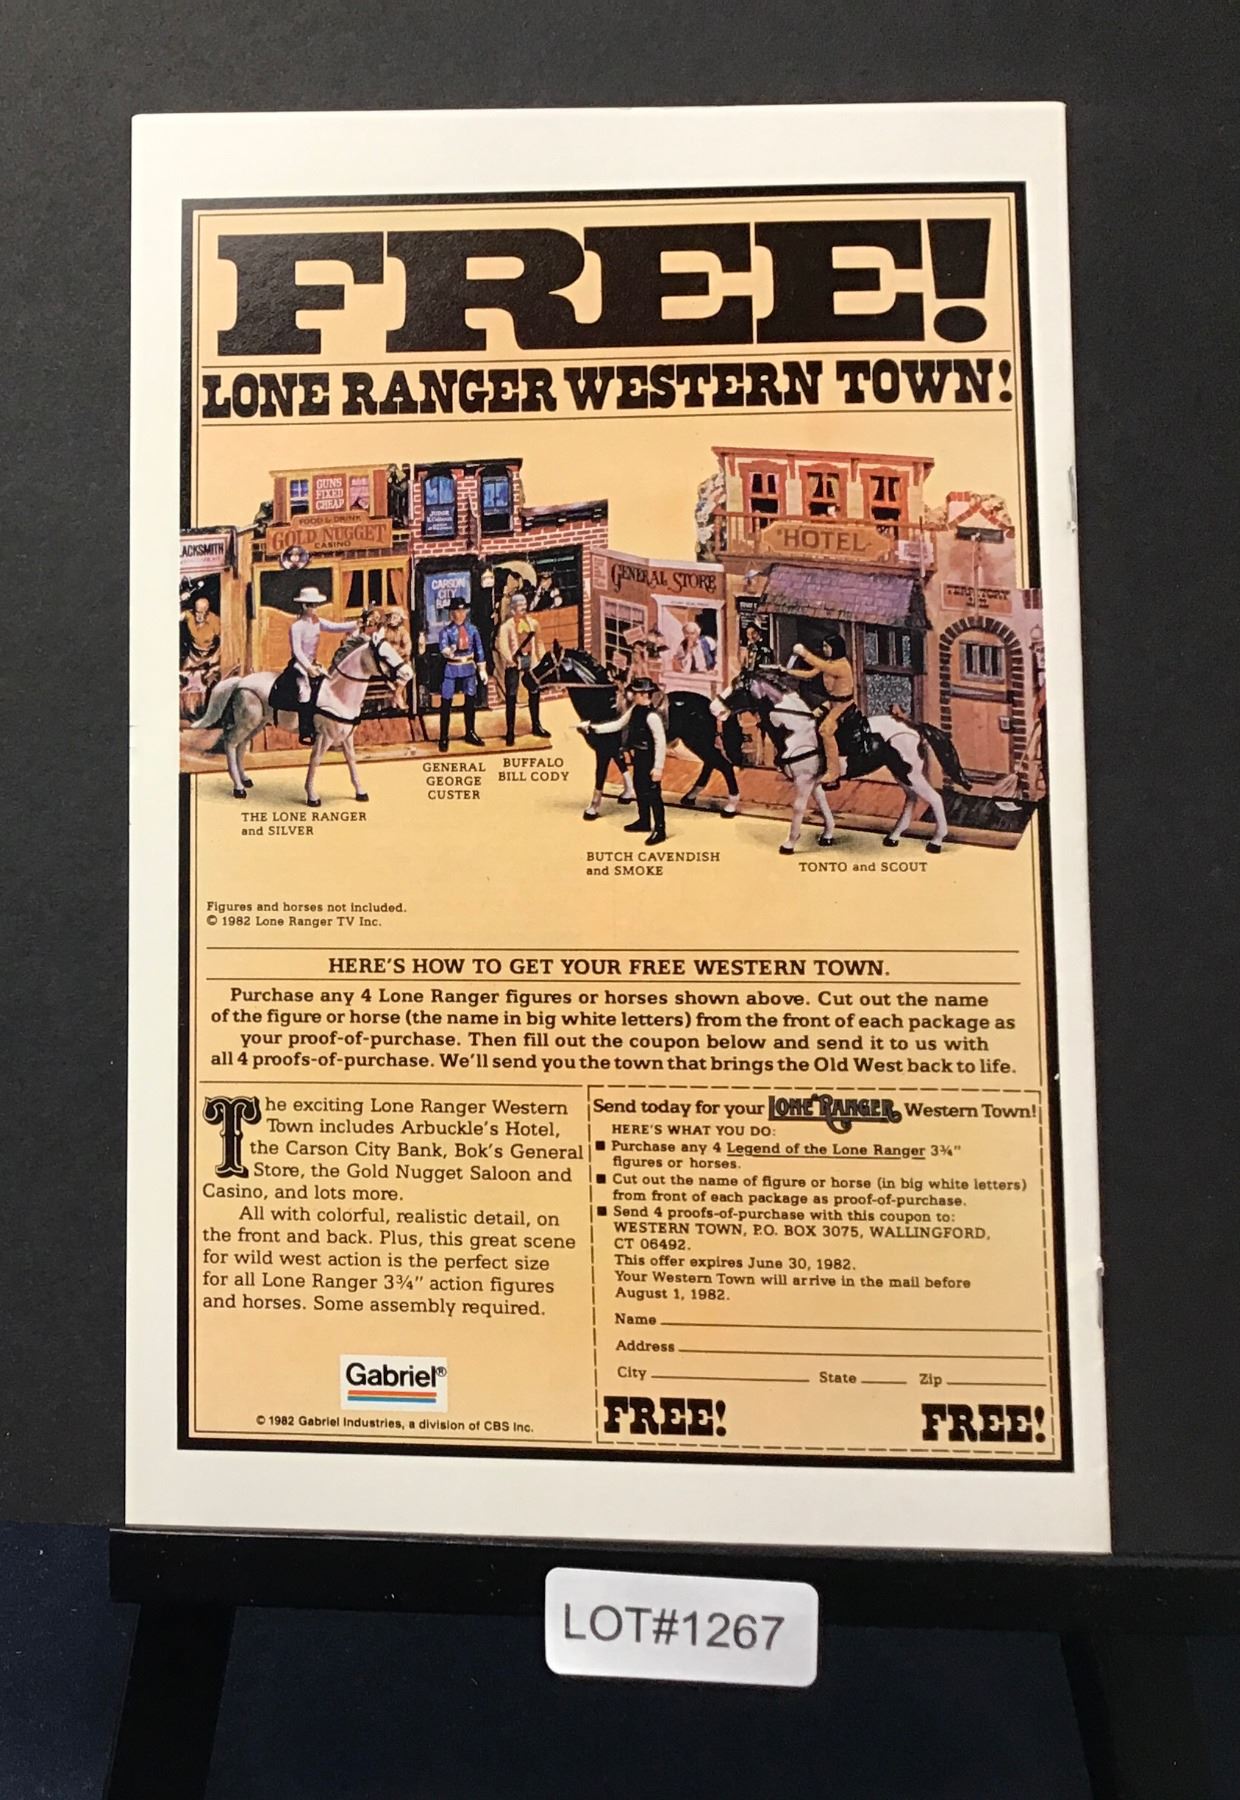 FREE!
LONE RANGER WESTERN TOWN!
GUNS
FIXED
CHEAP
FOOD & DRINK
GOLD NUGGET
CASINO
ACKSMITH
CARSON
CITY
GENERAL STORE
HOTEL
THE LONE RANGER
and SILVER
GENERAL
GEORGE
CUSTER
BUFFALO
BILL CODY
BUTCH CAVENDISH
and SMOKE
TONTO and SCOUT
Figures and horses not included.
© 1982 Lone Ranger TV Inc.
HERE'S HOW TO GET YOUR FREE WESTERN TOWN.
Purchase any 4 Lone Ranger figures or horses shown above. Cut out the name
of the figure or horse (the name in big white letters) from the front of each package as
your proof-of-purchase. Then fill out the coupon below and send it to us with
all 4 proofs-of-purchase. We'll send you the town that brings the Old West back to life.
The exciting Lone Ranger Western
Town includes Arbuckle's Hotel,
the Carson City Bank, Bok's General
Store, the Gold Nugget Saloon and
Casino, and lots more.
All with colorful, realistic detail, on
the front and back. Plus, this great scene
for wild west action is the perfect size
for all Lone Ranger 3¾" action figures
and horses. Some assembly required.
Gabriel®
© 1982 Gabriel Industries, a division of CBS Inc.
Send today for your LONE RANGER Western Town!
HERE'S WHAT YOU DO:
■ Purchase any 4 Legend of the Lone Ranger 3¾"
figures or horses.
■ Cut out the name of figure or horse (in big white letters)
from front of each package as proof-of-purchase.
■ Send 4 proofs-of-purchase with this coupon to:
WESTERN TOWN, P.O. BOX 3075, WALLINGFORD,
CT 06492.
This offer expires June 30, 1982.
Your Western Town will arrive in the mail before
August 1, 1982.
Name
Address
City State Zip
FREE! FREE!
LOT#1267